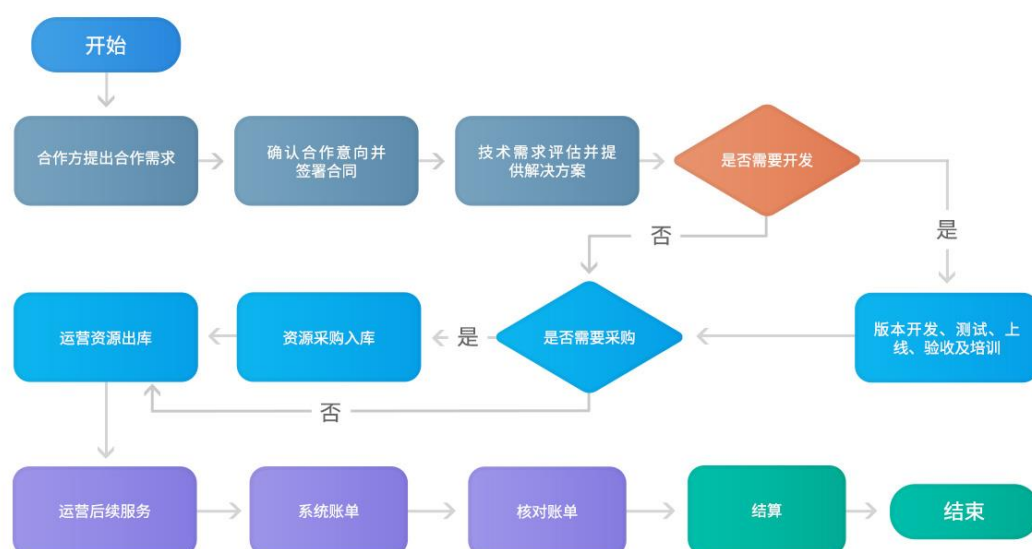 开始
合作方提出合作需求
确认合作意向并
签署合同
技术需求评估并提
供解决方案
是否需要开发
否
是
运营资源出库
资源采购入库
是
是否需要采购
版本开发、测试、上
线、验收及培训
否
运营后续服务
系统账单
核对账单
结算
结束